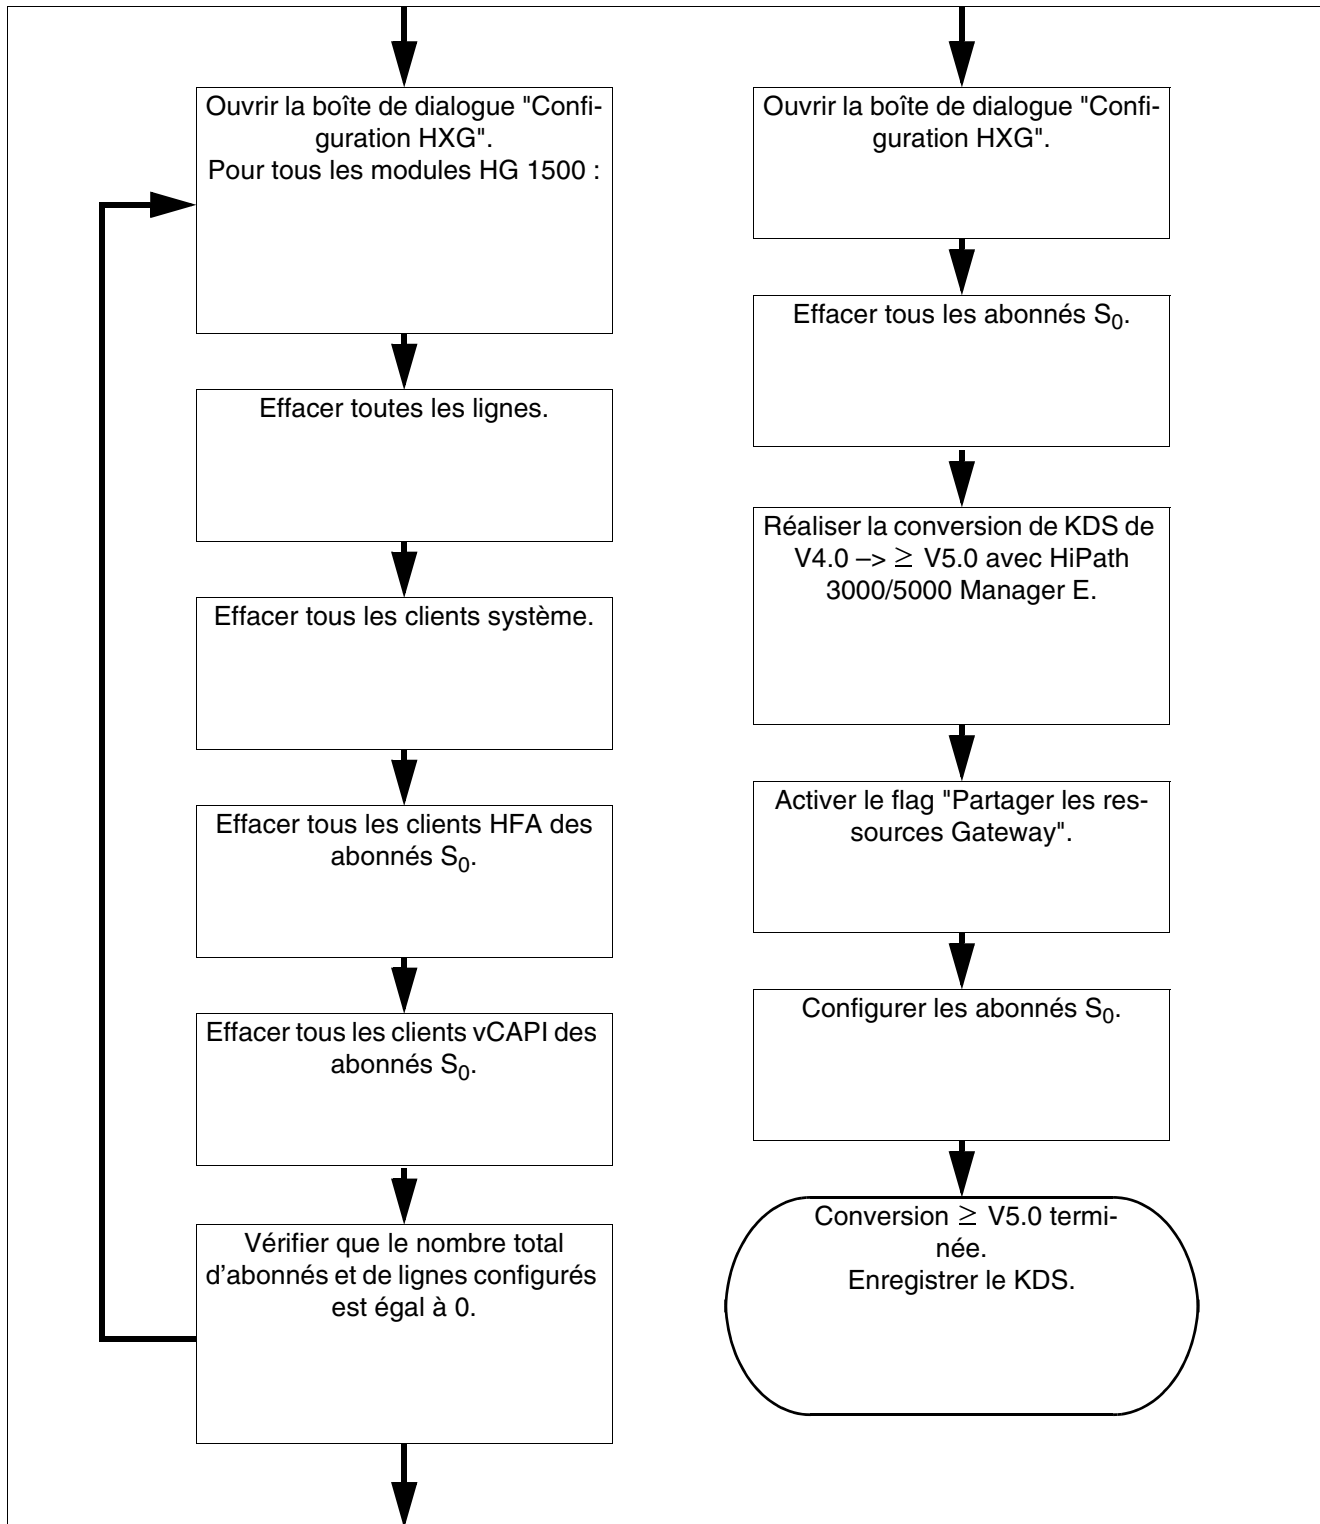 Ouvrir la boîte de dialogue "Confi-
guration HXG".
Pour tous les modules HG 1500 :
Effacer toutes les lignes.
Effacer tous les clients système.
Effacer tous les clients HFA des
abonnés S0.
Effacer tous les clients vCAPI des
abonnés S0.
Vérifier que le nombre total
d'abonnés et de lignes configurés
est égal à 0.
Ouvrir la boîte de dialogue "Confi-
guration HXG".
Effacer tous les abonnés S0.
Réaliser la conversion de KDS de
V4.0 –> ≥ V5.0 avec HiPath
3000/5000 Manager E.
Activer le flag "Partager les res-
sources Gateway".
Configurer les abonnés S0.
Conversion ≥ V5.0 termi-
née.
Enregistrer le KDS.